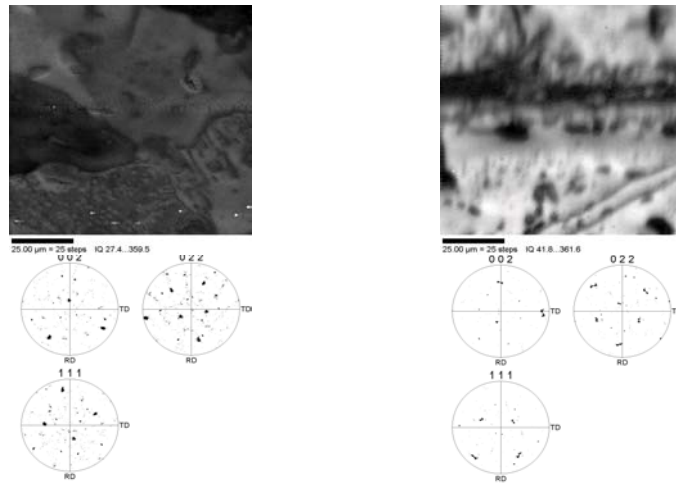 25.00 µm = 25 steps IQ 27.4...359.5
0 0 2
0 2 2
TD
TD
RD
RD
1 1 1
TD
RD
25.00 µm = 25 steps IQ 41.8...361.6
0 0 2
0 2 2
TD
TD
RD
RD
1 1 1
TD
RD